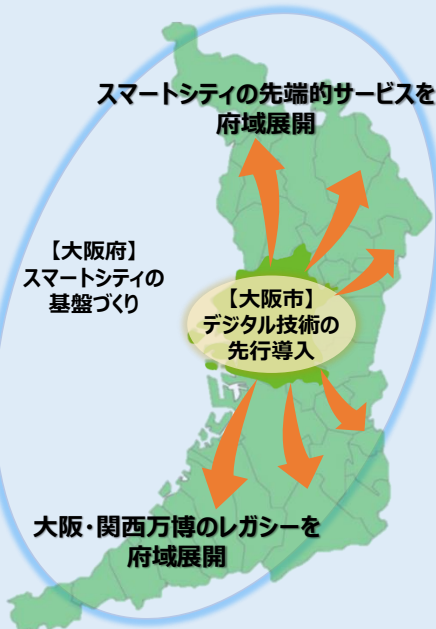 スマートシティの先端的サービスを
府域展開
【大阪府】
スマートシティの
基盤づくり
【大阪市】
デジタル技術の
先行導入
大阪・関西万博のレガシーを
府域展開